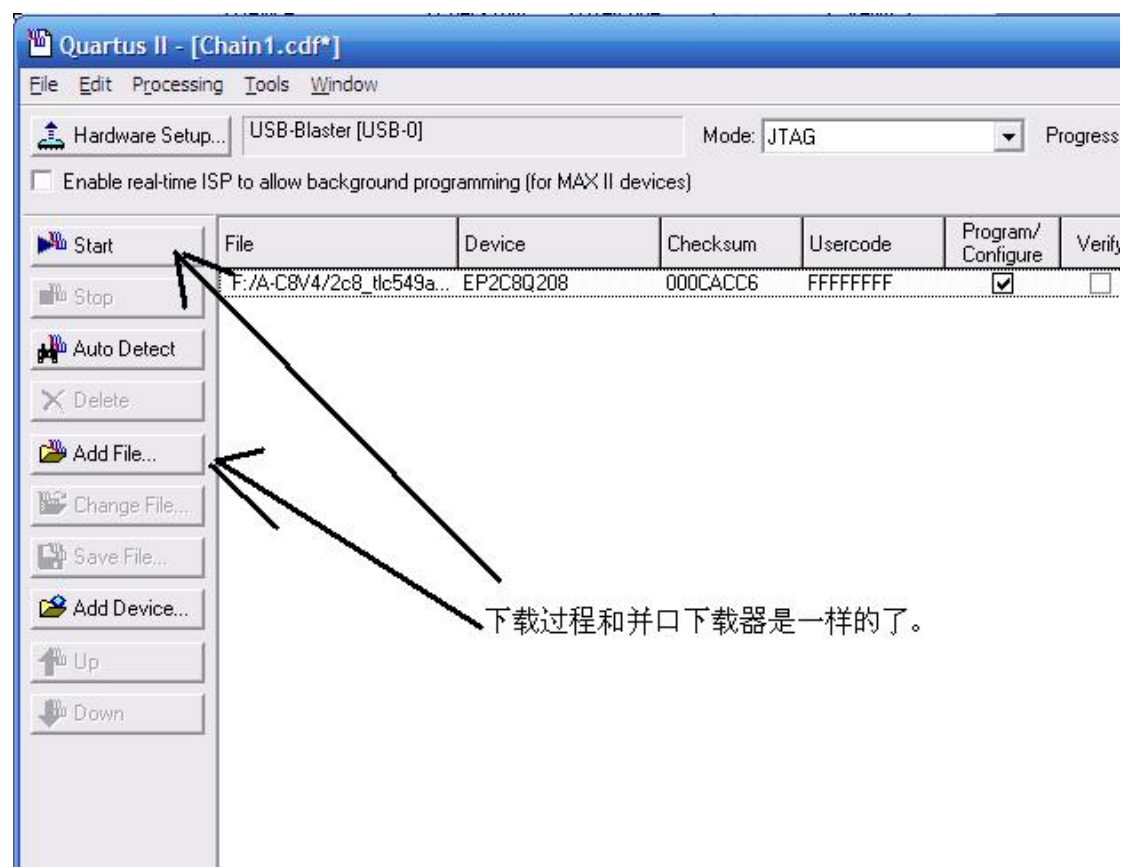 Quartus II - [Chain1.cdf*]
File Edit Processing Tools Window
Hardware Setup... USB-Blaster [USB-0] Mode: JTAG Progress
Enable real-time ISP to allow background programming (for MAX II devices)
Start File Device Checksum Usercode Program/ Configure Verify
F:/A-C8V4/2c8_tlc549a... EP2C8Q208 000CACC6 FFFFFFFF
Stop
Auto Detect
Delete
Add File...
Change File...
Save File...
Add Device...
下载过程和并口下载器是一样的了。
Up
Down